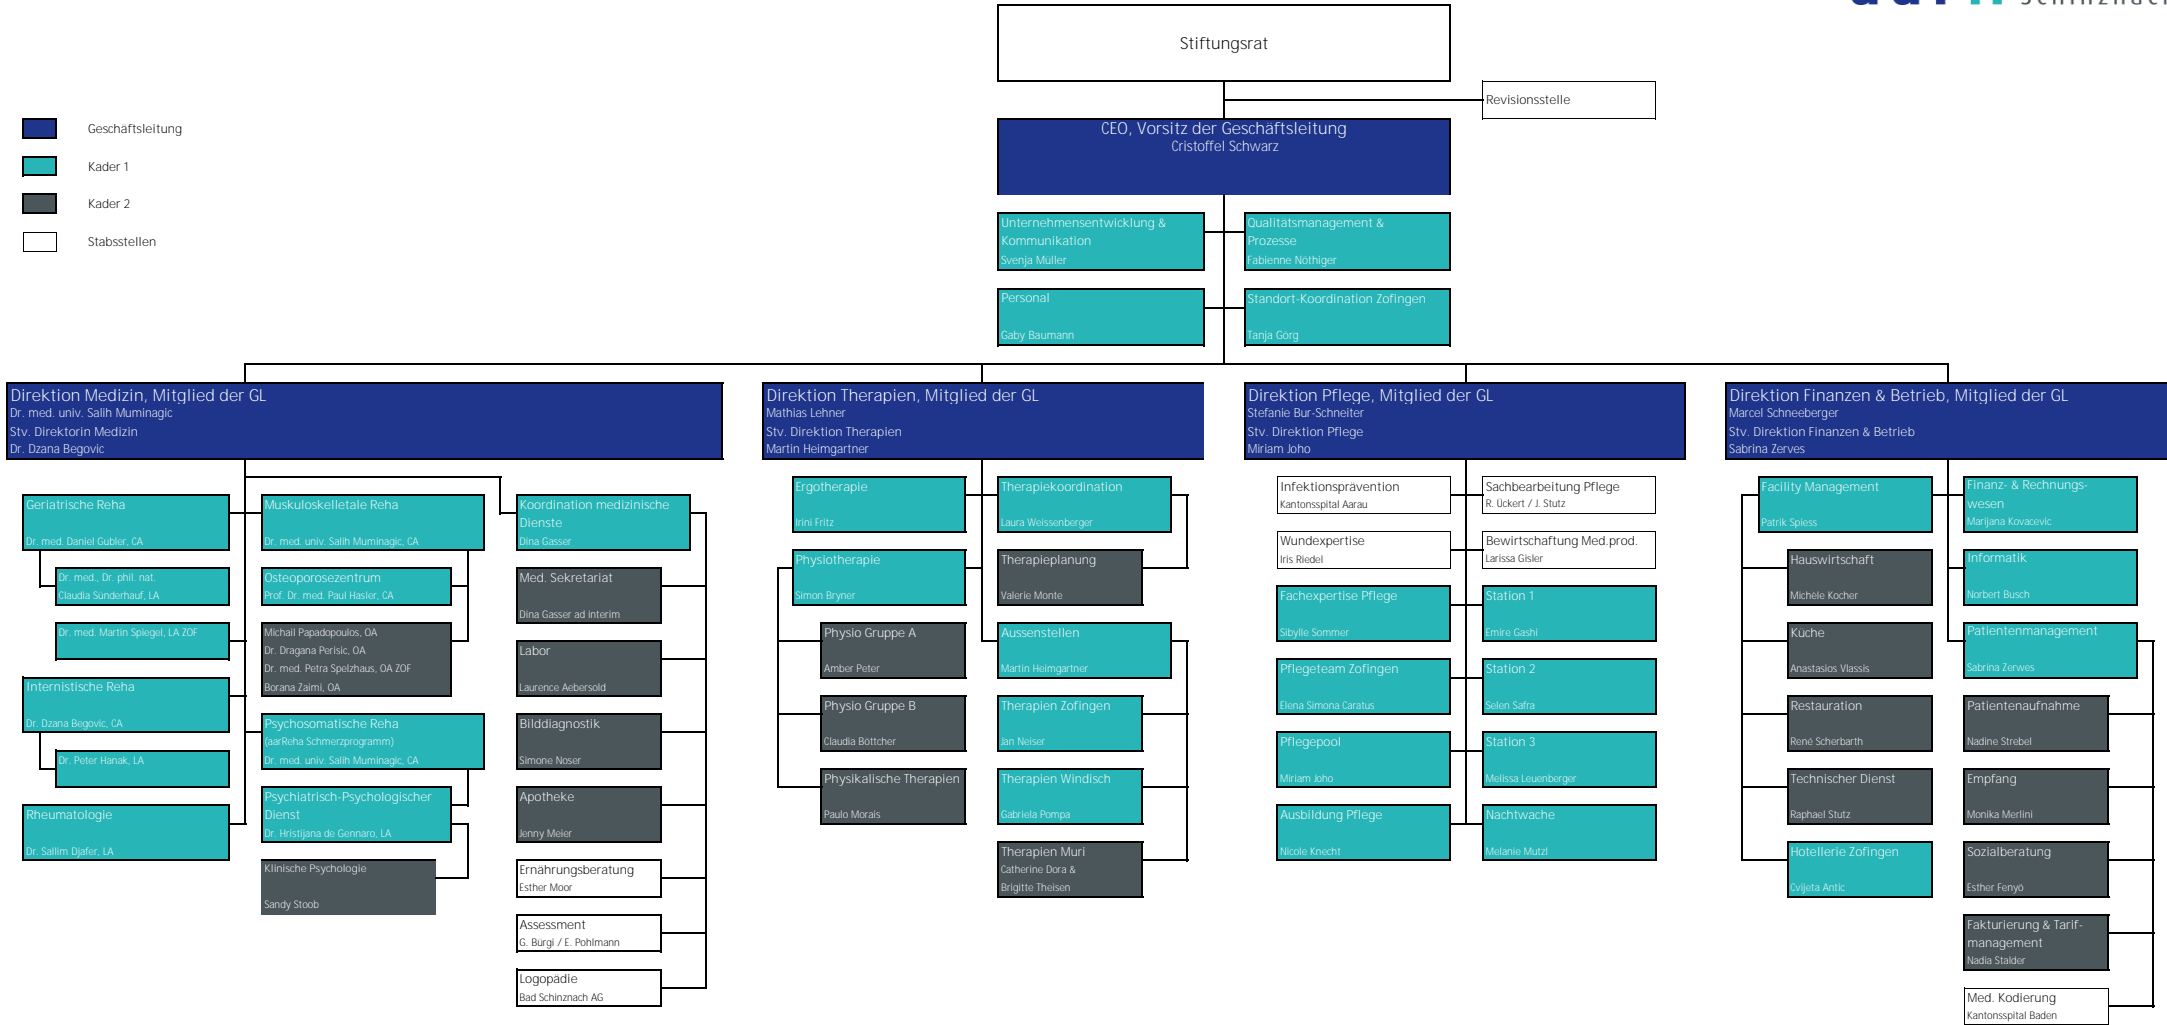 Stiftungsrat
Revisionsstelle
CEO, Vorsitz der Geschäftsleitung
Cristoffel Schwarz
Geschäftsleitung
Kader 1
Kader 2
Stabsstellen
Unternehmensentwicklung &
Kommunikation
Svenja Müller
Qualitätsmanagement &
Prozesse
Fabienne Nöthiger
Personal
Gaby Baumann
Standort-Koordination Zofingen
Tanja Görg
Direktion Medizin, Mitglied der GL
Dr. med. univ. Salih Muminagic
Stv. Direktorin Medizin
Dr. Dzana Begovic
Geriatrische Reha
Dr. med. Daniel Gubler, CA
Dr. med., Dr. phil. nat.
Claudia Sünderhauf, LA
Dr. med. Martin Spiegel, LA ZOF
Internistische Reha
Dr. Dzana Begovic, CA
Dr. Peter Hanak, LA
Rheumatologie
Dr. Sallim Djafer, LA
Muskuloskelletale Reha
Dr. med. univ. Salih Muminagic, CA
Osteoporosezentrum
Prof. Dr. med. Paul Hasler, CA
Michail Papadopoulos, OA
Dr. Dragana Perisic, OA
Dr. med. Petra Spelzhaus, OA ZOF
Borana Zaimi, OA
Psychosomatische Reha
(aarReha Schmerzprogramm)
Dr. med. univ. Salih Muminagic, CA
Psychiatrisch-Psychologischer
Dienst
Dr. Hristijana de Gennaro, LA
Klinische Psychologie
Sandy Stoob
Koordination medizinische
Dienste
Dina Gasser
Med. Sekretariat
Dina Gasser ad interim
Labor
Laurence Aebersold
Bilddiagnostik
Simone Noser
Apotheke
Jenny Meier
Ernährungsberatung
Esther Moor
Assessment
G. Bürgi / E. Pohlmann
Logopädie
Bad Schinznach AG
Direktion Therapien, Mitglied der GL
Mathias Lehner
Stv. Direktion Therapien
Martin Heimgartner
Ergotherapie
Irini Fritz
Physiotherapie
Simon Bryner
Physio Gruppe A
Amber Peter
Physio Gruppe B
Claudia Böttcher
Physikalische Therapien
Paulo Morais
Therapiekoordination
Laura Weissenberger
Therapieplanung
Valerie Monte
Aussenstellen
Martin Heimgartner
Therapien Zofingen
Jan Neiser
Therapien Windisch
Gabriela Pompa
Therapien Muri
Catherine Dora &
Brigitte Theisen
Direktion Pflege, Mitglied der GL
Stefanie Bur-Schneiter
Stv. Direktion Pflege
Miriam Joho
Infektionsprävention
Kantonsspital Aarau
Wundexpertise
Iris Riedel
Fachexpertise Pflege
Sibylle Sommer
Pflegeteam Zofingen
Elena Simona Caratus
Pflegepool
Miriam Joho
Ausbildung Pflege
Nicole Knecht
Sachbearbeitung Pflege
R. Ückert / J. Stutz
Bewirtschaftung Med.prod.
Larissa Gisler
Station 1
Emire Gashi
Station 2
Selen Safra
Station 3
Melissa Leuenberger
Nachtwache
Melanie Mutzl
Direktion Finanzen & Betrieb, Mitglied der GL
Marcel Schneeberger
Stv. Direktion Finanzen & Betrieb
Sabrina Zerves
Facility Management
Patrik Spiess
Hauswirtschaft
Michèle Kocher
Küche
Anastasios Vlassis
Restauration
René Scherbarth
Technischer Dienst
Raphael Stutz
Hotellerie Zofingen
Cvijeta Antic
Finanz- & Rechnungs-
wesen
Marijana Kovacevic
Informatik
Norbert Busch
Patientenmanagement
Sabrina Zerwes
Patientenaufnahme
Nadine Strebel
Empfang
Monika Merlini
Sozialberatung
Esther Fenyö
Fakturierung & Tarif-
management
Nadia Stalder
Med. Kodierung
Kantonsspital Baden